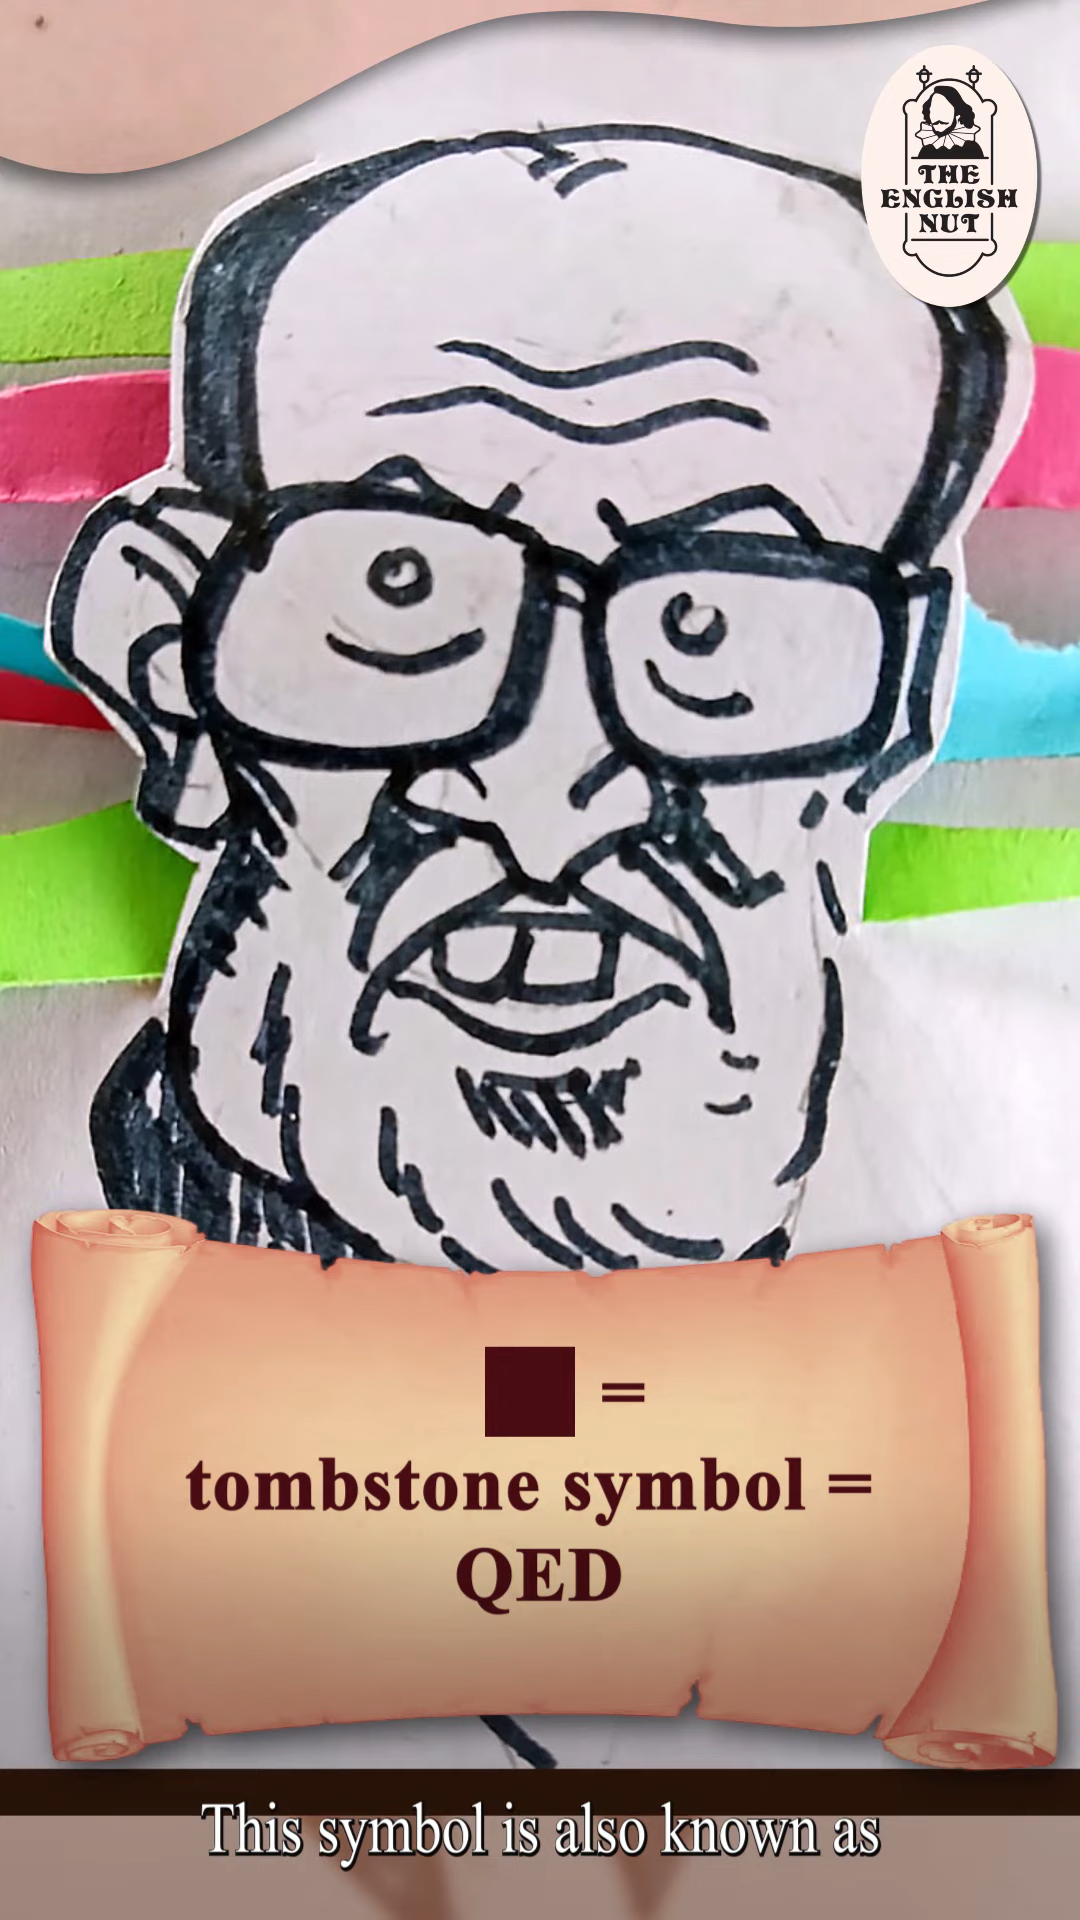 THE
ENGLISH
NUT
■ =
tombstone symbol =
QED
This symbol is also known as